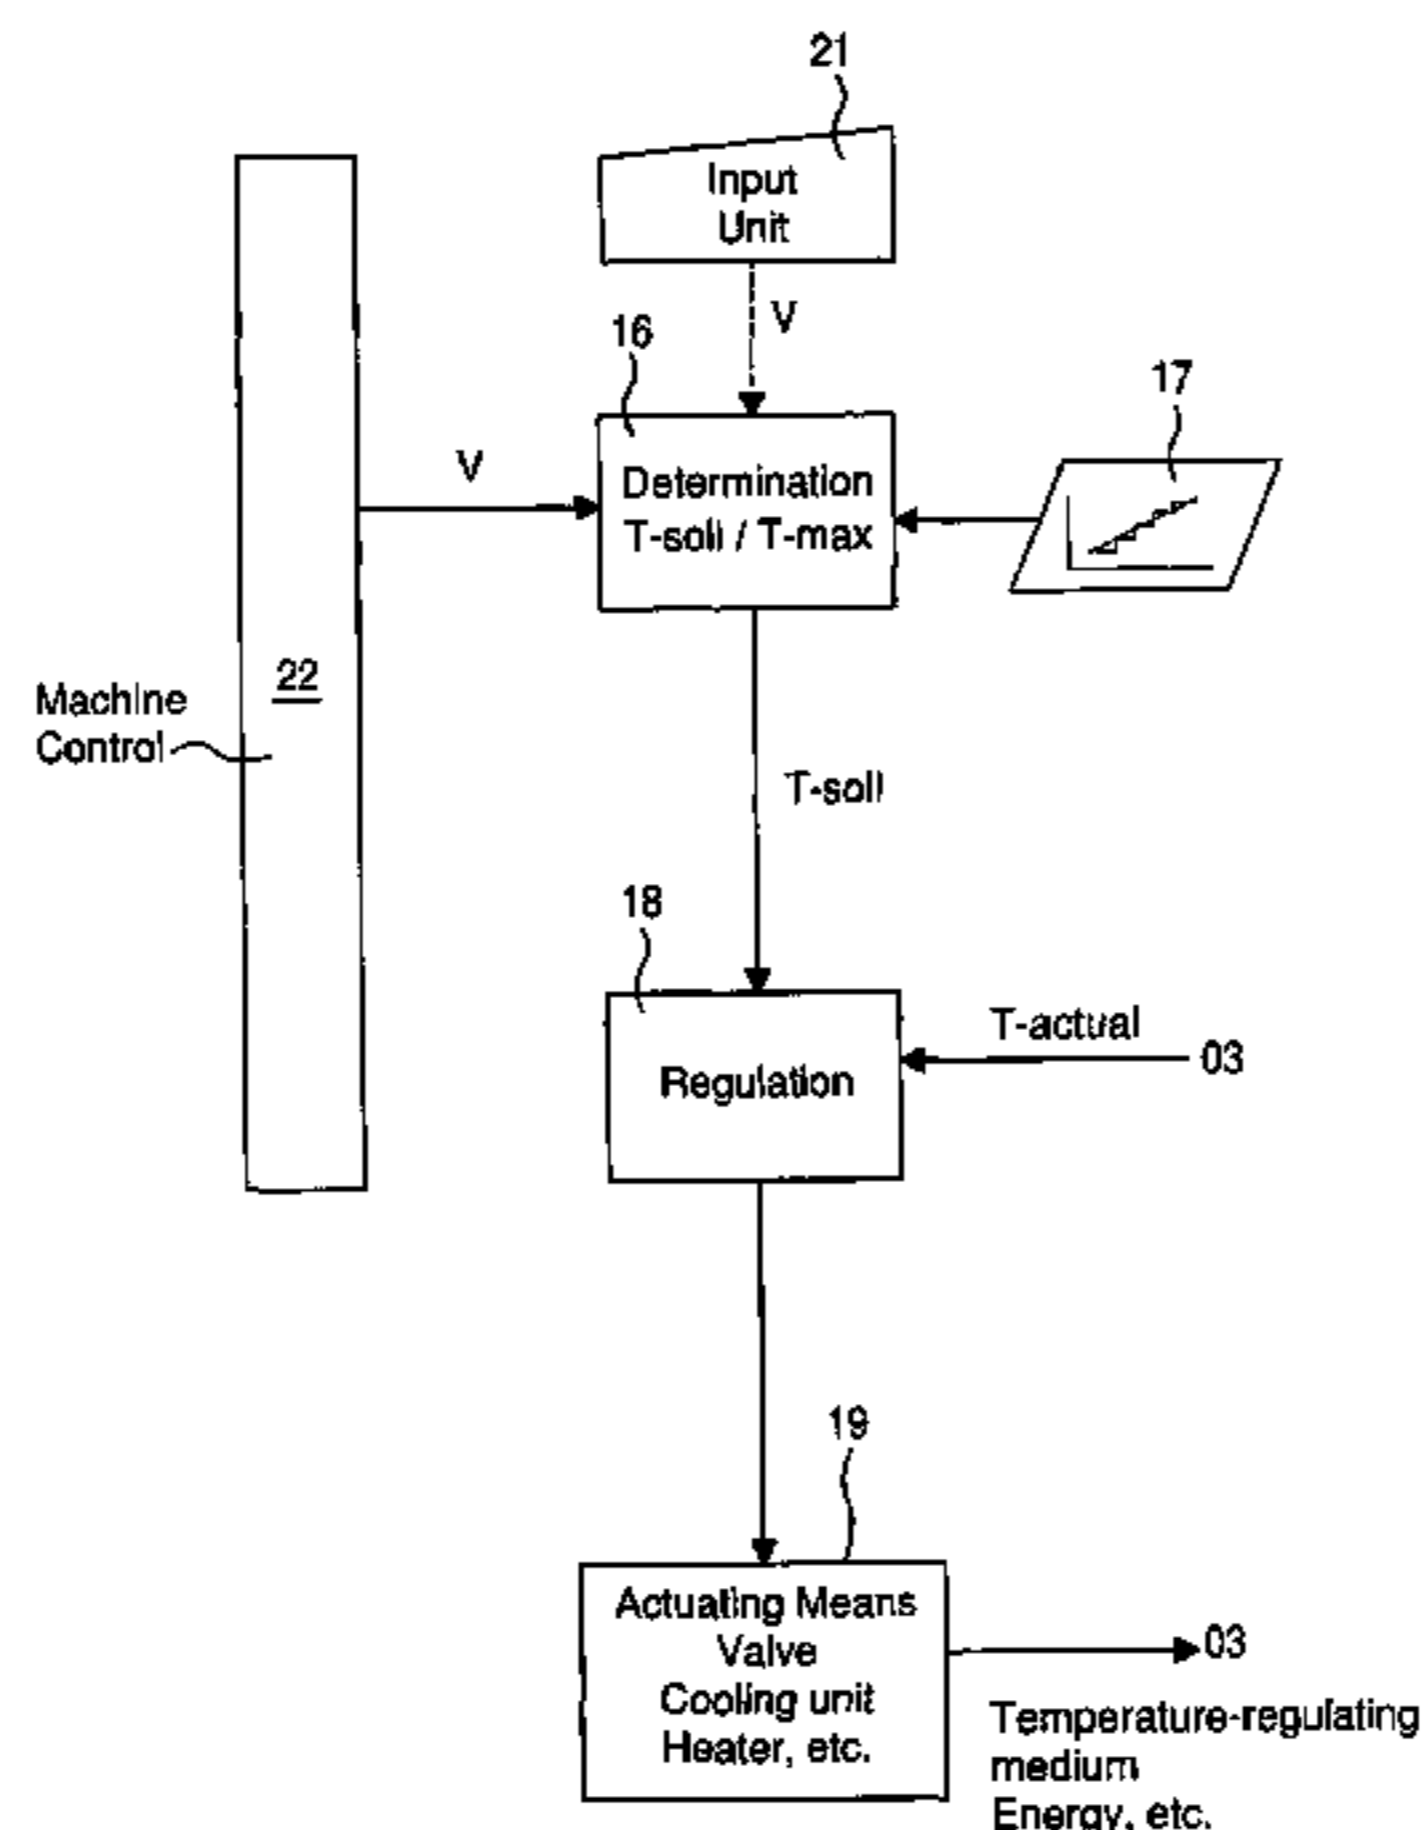 21
Input
Unit
V
16
17
V
Determination
T-soll / T-max
22
Machine
Control
T-soll
18
T-actual
03
Regulation
19
Actuating Means
Valve
Cooling unit
Heater, etc.
03
Temperature-regulating
medium
Energy, etc.